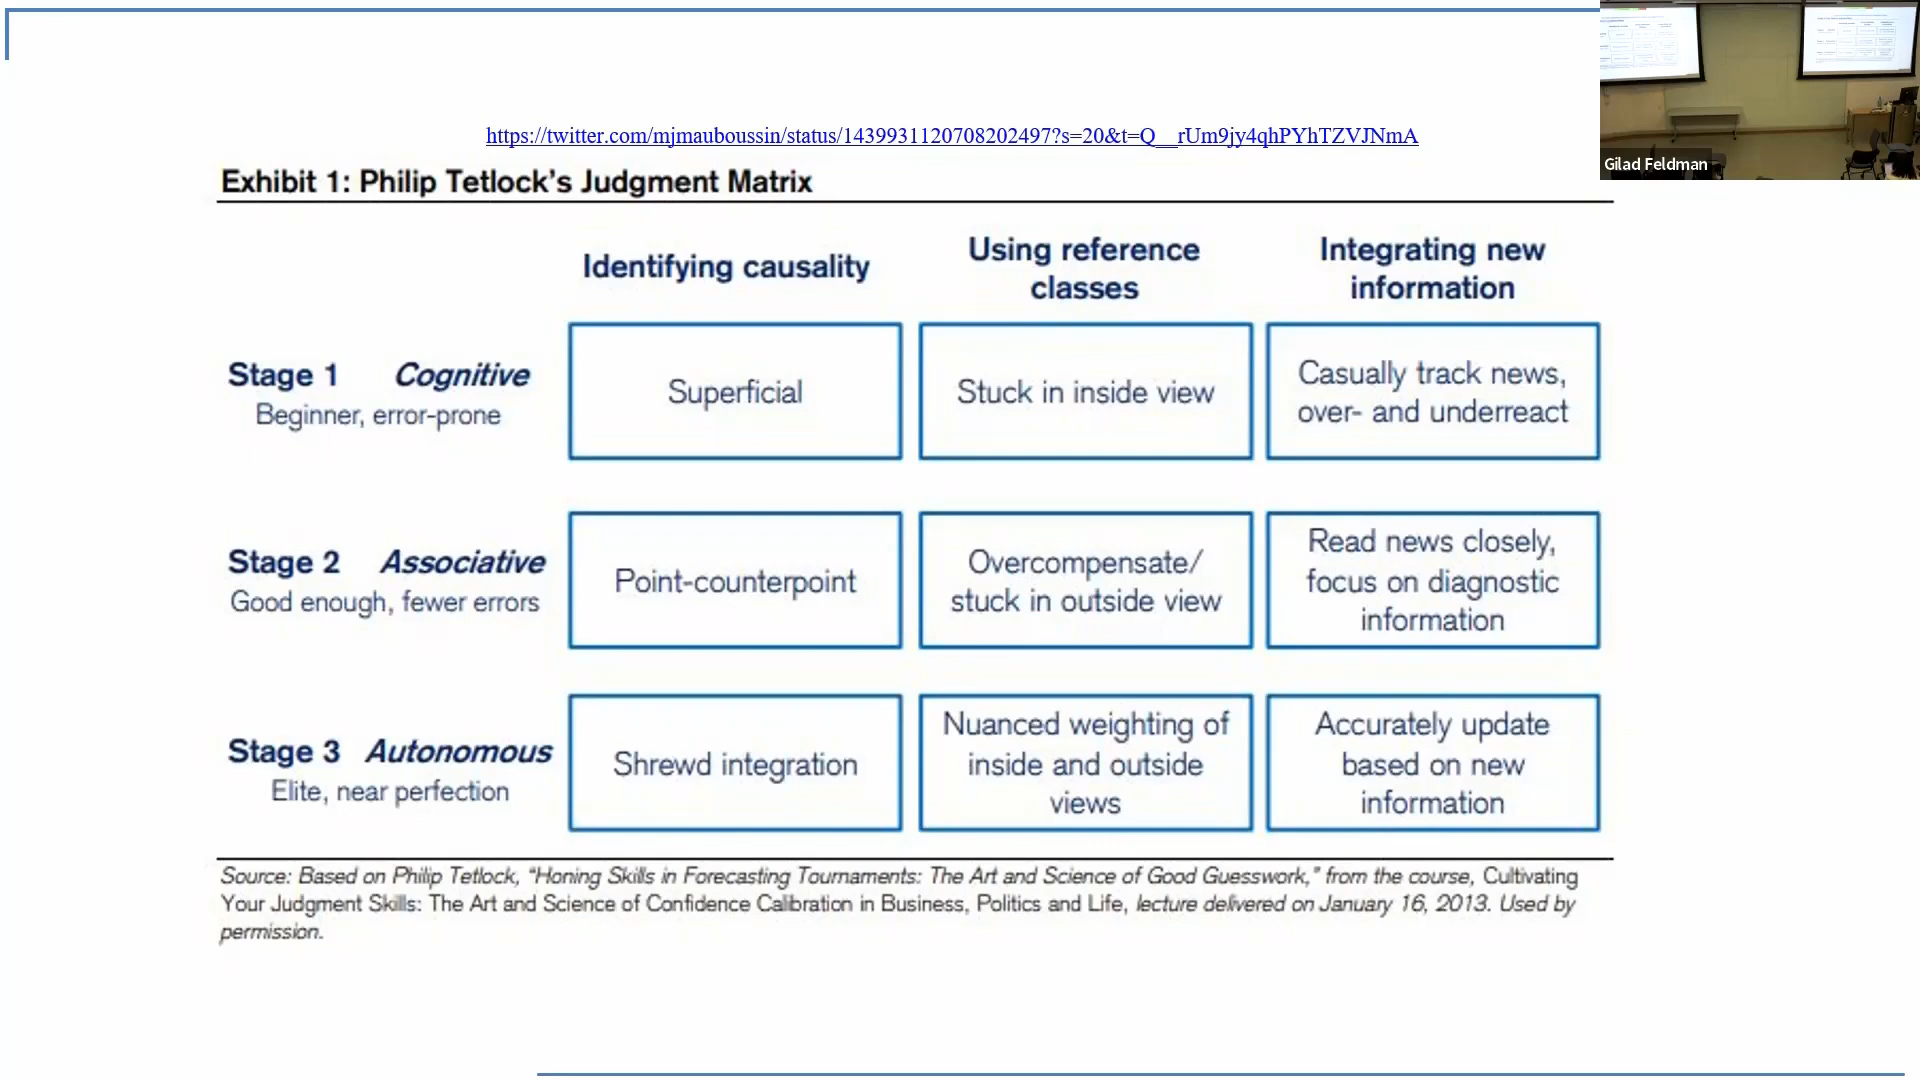 https://twitter.com/mjmauboussin/status/1439931120708202497?s=20&t=Q__rUm9jy4qhPYhTZVJNmA
Gilad Feldman
Exhibit 1: Philip Tetlock's Judgment Matrix
Identifying causality
Using reference
classes
Integrating new
information
Stage 1 Cognitive
Beginner, error-prone
Superficial
Stuck in inside view
Casually track news,
over- and underreact
Stage 2 Associative
Good enough, fewer errors
Point-counterpoint
Overcompensate/
stuck in outside view
Read news closely,
focus on diagnostic
information
Stage 3 Autonomous
Elite, near perfection
Shrewd integration
Nuanced weighting of
inside and outside
views
Accurately update
based on new
information
Source: Based on Philip Tetlock, “Honing Skills in Forecasting Tournaments: The Art and Science of Good Guesswork,” from the course, Cultivating
Your Judgment Skills: The Art and Science of Confidence Calibration in Business, Politics and Life, lecture delivered on January 16, 2013. Used by
permission.